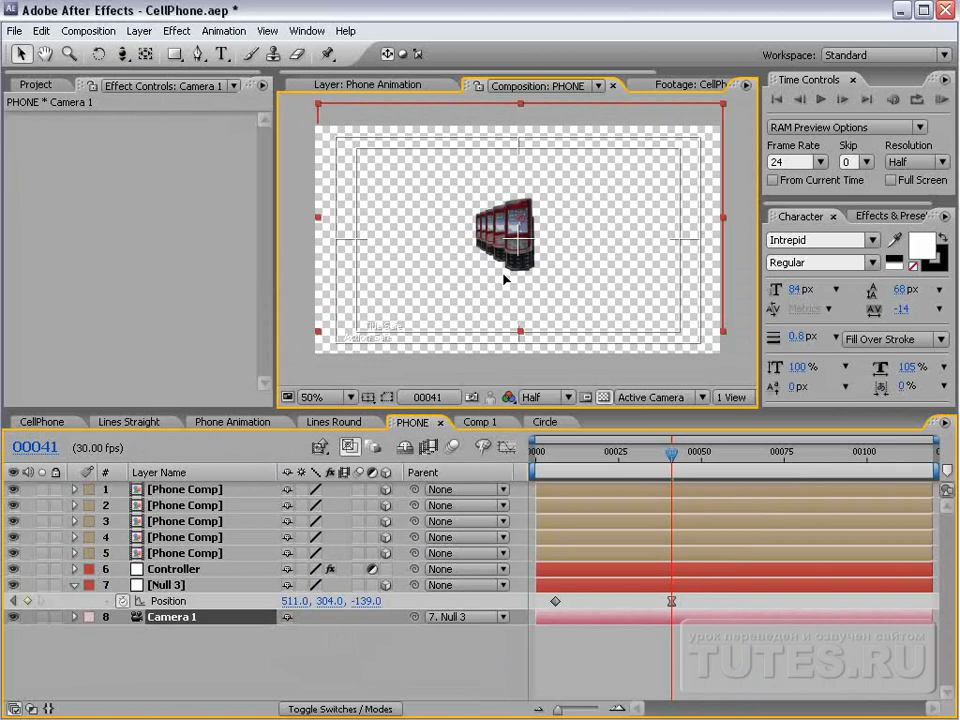 Adobe After Effects - CellPhone.aep *
File Edit Composition Layer Effect Animation View Window Help
Workspace: Standard
Project Effect Controls: Camera 1
Layer: Phone Animation Composition: PHONE Footage: CellPh
Time Controls
PHONE * Camera 1
RAM Preview Options
Frame Rate Skip Resolution
24 0 Half
From Current Time Full Screen
Character Effects & Prese
Intrepid
Regular
84 px 68 px
Metrics -14
0.8 px Fill Over Stroke
100 % 105 %
0 px 0 %
Title Safe
Action Safe
50% 00041 Half Active Camera 1 View
CellPhone Lines Straight Phone Animation Lines Round PHONE Comp 1 Circle
00041 (30.00 fps)
0000 00025 00050 00075 00100
# Layer Name Parent
1 [Phone Comp] None
2 [Phone Comp] None
3 [Phone Comp] None
4 [Phone Comp] None
5 [Phone Comp] None
6 Controller None
7 [Null 3] None
Position 511.0, 304.0, -139.0
8 Camera 1 7. Null 3
урок переведен и озвучен сайтом
TUTES.RU
Toggle Switches / Modes